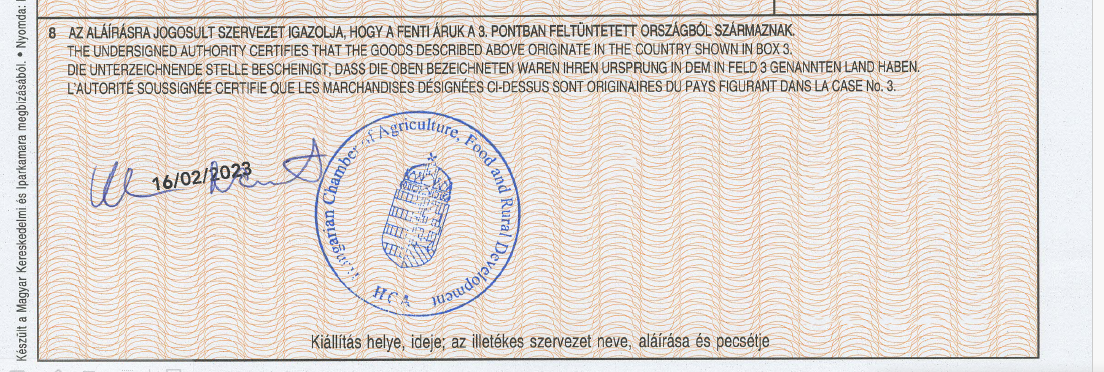 8 AZ ALÁÍRÁSRA JOGOSULT SZERVEZET IGAZOLJA, HOGY A FENTI ÁRUK A 3. PONTBAN FELTÜNTETETT ORSZÁGBÓL SZÁRMAZNAK.
THE UNDERSIGNED AUTHORITY CERTIFIES THAT THE GOODS DESCRIBED ABOVE ORIGINATE IN THE COUNTRY SHOWN IN BOX 3.
DIE UNTERZEICHNENDE STELLE BESCHEINIGT, DASS DIE OBEN BEZEICHNETEN WAREN IHREN URSPRUNG IN DEM IN FELD 3 GENANNTEN LAND HABEN.
L'AUTORITÉ SOUSSIGNÉE CERTIFIE QUE LES MARCHANDISES DÉSIGNÉES CI-DESSUS SONT ORIGINAIRES DU PAYS FIGURANT DANS LA CASE No. 3.
16/02/2023
Hungarian Chamber of Agriculture, Food and Rural Development
HCA
Kiállítás helye, ideje; az illetékes szervezet neve, aláírása és pecsétje
Készült a Magyar Kereskedelmi és Iparkamara megbízásából. • Nyomda: